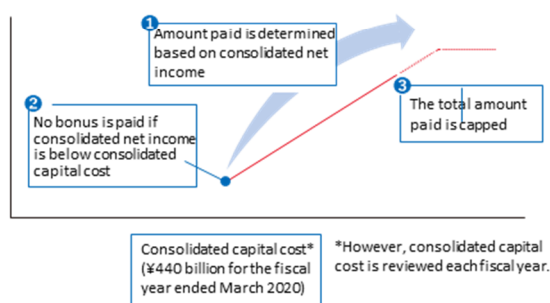 1
Amount paid is determined
based on consolidated net
income
2
No bonus is paid if
consolidated net income
is below consolidated
capital cost
3
The total amount
paid is capped
Consolidated capital cost*
(¥440 billion for the fiscal
year ended March 2020)
*However, consolidated capital
cost is reviewed each fiscal year.